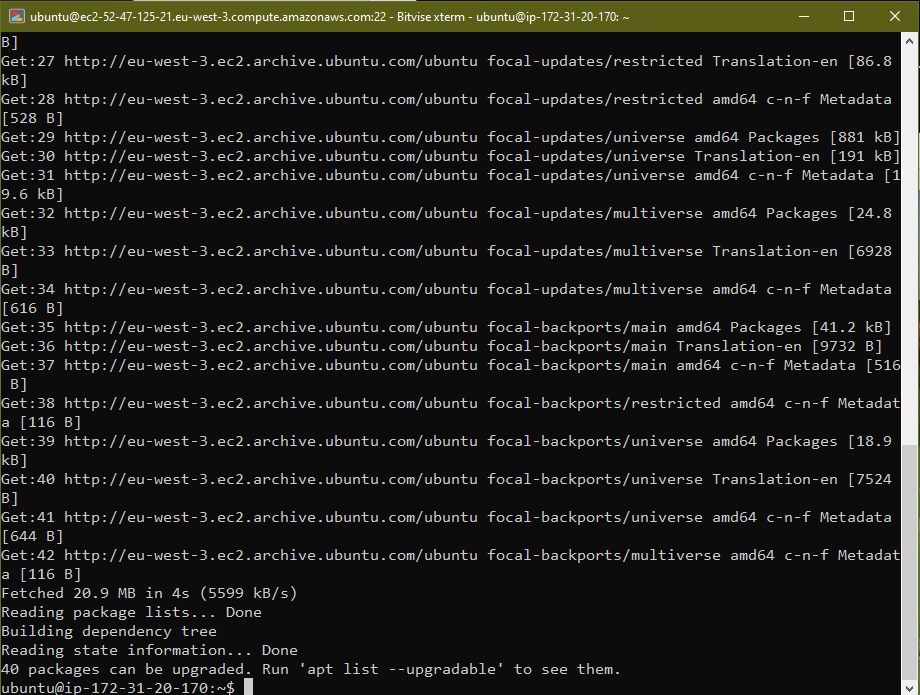 ubuntu@ec2-52-47-125-21.eu-west-3.compute.amazonaws.com:22 - Bitvise xterm - ubuntu@ip-172-31-20-170: ~
B]
Get:27 http://eu-west-3.ec2.archive.ubuntu.com/ubuntu focal-updates/restricted Translation-en [86.8
kB]
Get:28 http://eu-west-3.ec2.archive.ubuntu.com/ubuntu focal-updates/restricted amd64 c-n-f Metadata
[528 B]
Get:29 http://eu-west-3.ec2.archive.ubuntu.com/ubuntu focal-updates/universe amd64 Packages [881 kB]
Get:30 http://eu-west-3.ec2.archive.ubuntu.com/ubuntu focal-updates/universe Translation-en [191 kB]
Get:31 http://eu-west-3.ec2.archive.ubuntu.com/ubuntu focal-updates/universe amd64 c-n-f Metadata [1
9.6 kB]
Get:32 http://eu-west-3.ec2.archive.ubuntu.com/ubuntu focal-updates/multiverse amd64 Packages [24.8
kB]
Get:33 http://eu-west-3.ec2.archive.ubuntu.com/ubuntu focal-updates/multiverse Translation-en [6928
B]
Get:34 http://eu-west-3.ec2.archive.ubuntu.com/ubuntu focal-updates/multiverse amd64 c-n-f Metadata
[616 B]
Get:35 http://eu-west-3.ec2.archive.ubuntu.com/ubuntu focal-backports/main amd64 Packages [41.2 kB]
Get:36 http://eu-west-3.ec2.archive.ubuntu.com/ubuntu focal-backports/main Translation-en [9732 B]
Get:37 http://eu-west-3.ec2.archive.ubuntu.com/ubuntu focal-backports/main amd64 c-n-f Metadata [516
 B]
Get:38 http://eu-west-3.ec2.archive.ubuntu.com/ubuntu focal-backports/restricted amd64 c-n-f Metadat
a [116 B]
Get:39 http://eu-west-3.ec2.archive.ubuntu.com/ubuntu focal-backports/universe amd64 Packages [18.9
kB]
Get:40 http://eu-west-3.ec2.archive.ubuntu.com/ubuntu focal-backports/universe Translation-en [7524
B]
Get:41 http://eu-west-3.ec2.archive.ubuntu.com/ubuntu focal-backports/universe amd64 c-n-f Metadata
[644 B]
Get:42 http://eu-west-3.ec2.archive.ubuntu.com/ubuntu focal-backports/multiverse amd64 c-n-f Metadat
a [116 B]
Fetched 20.9 MB in 4s (5599 kB/s)
Reading package lists... Done
Building dependency tree
Reading state information... Done
40 packages can be upgraded. Run 'apt list --upgradable' to see them.
ubuntu@ip-172-31-20-170:~$